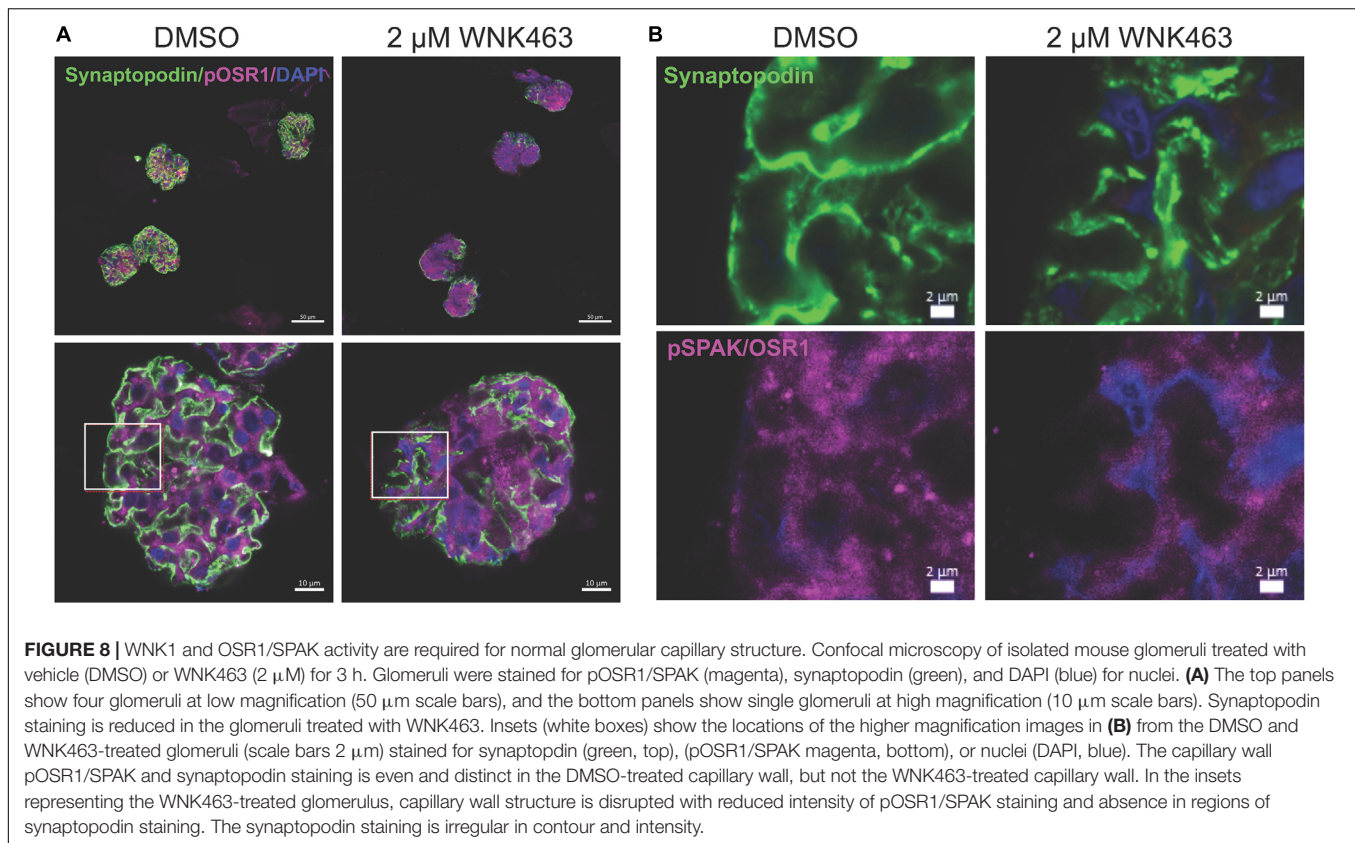 A
DMSO
2 μM WNK463
B
DMSO
2 μM WNK463
Synaptopodin/pOSR1/DAPI
50 μm
50 μm
10 μm
10 μm
Synaptopodin
2 μm
2 μm
pSPAK/OSR1
2 μm
2 μm
FIGURE 8 | WNK1 and OSR1/SPAK activity are required for normal glomerular capillary structure. Confocal microscopy of isolated mouse glomeruli treated with
vehicle (DMSO) or WNK463 (2 μM) for 3 h. Glomeruli were stained for pOSR1/SPAK (magenta), synaptopodin (green), and DAPI (blue) for nuclei. (A) The top panels
show four glomeruli at low magnification (50 μm scale bars), and the bottom panels show single glomeruli at high magnification (10 μm scale bars). Synaptopodin
staining is reduced in the glomeruli treated with WNK463. Insets (white boxes) show the locations of the higher magnification images in (B) from the DMSO and
WNK463-treated glomeruli (scale bars 2 μm) stained for synaptopdin (green, top), (pOSR1/SPAK magenta, bottom), or nuclei (DAPI, blue). The capillary wall
pOSR1/SPAK and synaptopodin staining is even and distinct in the DMSO-treated capillary wall, but not the WNK463-treated capillary wall. In the insets
representing the WNK463-treated glomerulus, capillary wall structure is disrupted with reduced intensity of pOSR1/SPAK staining and absence in regions of
synaptopodin staining. The synaptopodin staining is irregular in contour and intensity.